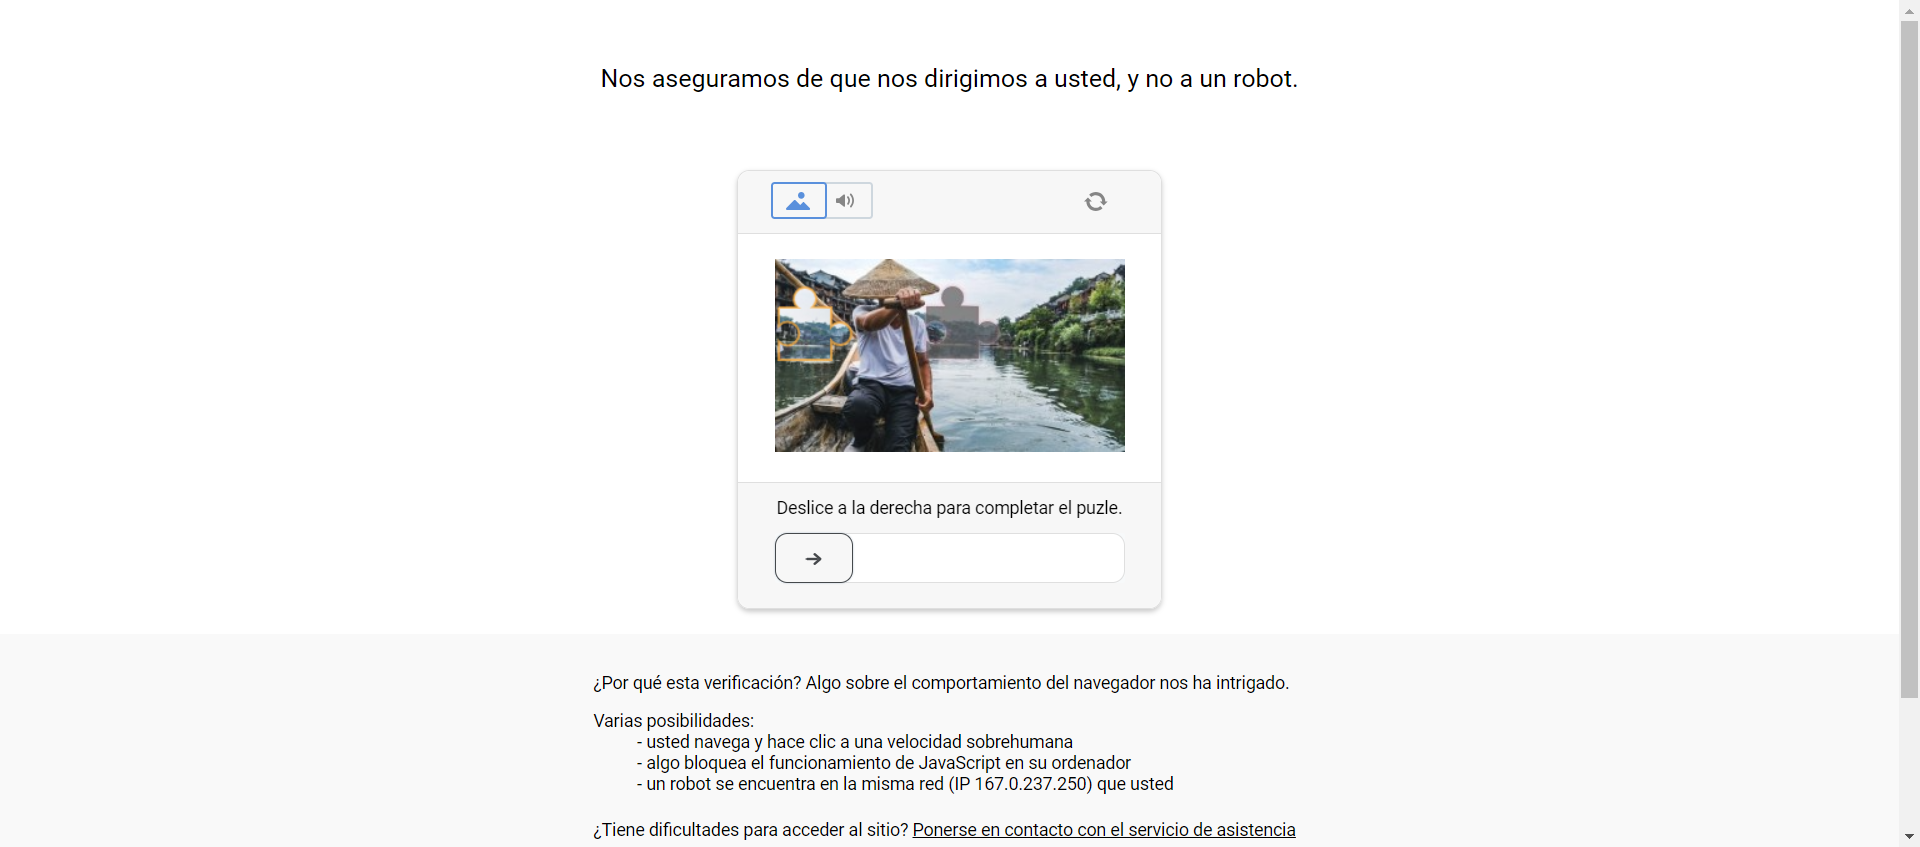 Nos aseguramos de que nos dirigimos a usted, y no a un robot.
Deslice a la derecha para completar el puzle.
¿Por qué esta verificación? Algo sobre el comportamiento del navegador nos ha intrigado.
Varias posibilidades:
- usted navega y hace clic a una velocidad sobrehumana
- algo bloquea el funcionamiento de JavaScript en su ordenador
- un robot se encuentra en la misma red (IP 167.0.237.250) que usted
¿Tiene dificultades para acceder al sitio? Ponerse en contacto con el servicio de asistencia